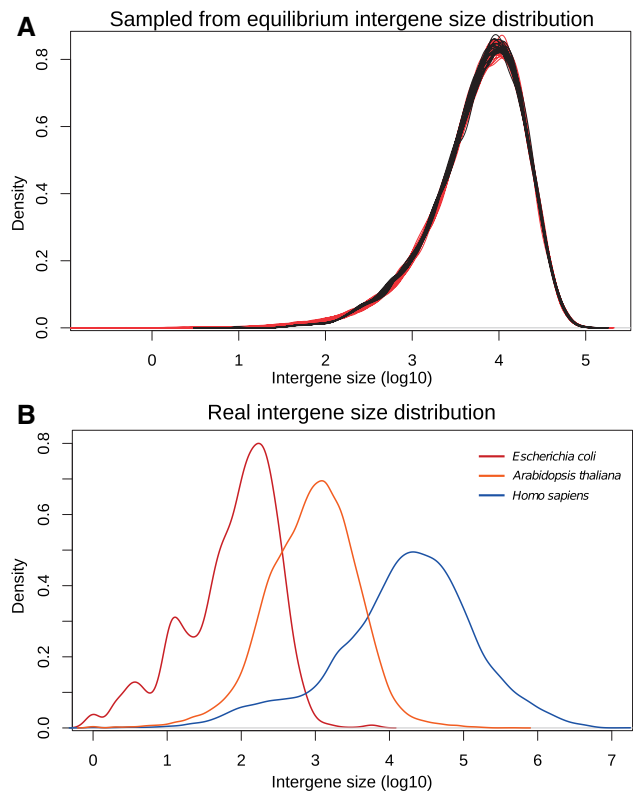 A
Sampled from equilibrium intergene size distribution
Density
0.8
0.6
0.4
0.2
0.0
0 1 2 3 4 5
Intergene size (log10)
B
Real intergene size distribution
Density
0.8
0.6
0.4
0.2
0.0
Escherichia coli
Arabidopsis thaliana
Homo sapiens
0 1 2 3 4 5 6 7
Intergene size (log10)